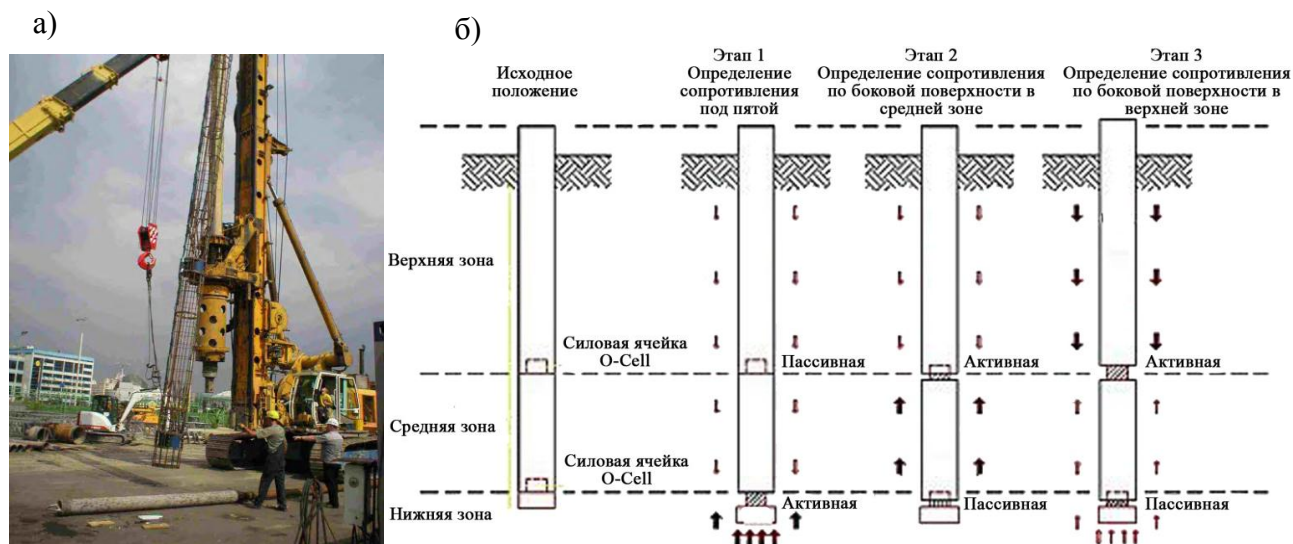 а)
б)
Исходное
положение
Этап 1
Определение
сопротивления
под пятой
Этап 2
Определение сопротивления
по боковой поверхности в
средней зоне
Этап 3
Определение сопротивления
по боковой поверхности в
верхней зоне
Верхняя зона
Силовая ячейка
O-Cell
Пассивная
Активная
Активная
Средняя зона
Силовая ячейка
O-Cell
Нижняя зона
Активная
Пассивная
Пассивная